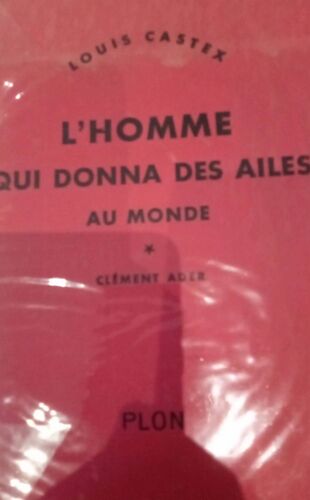 LOUIS CASTEX
L'HOMME
QUI DONNA DES AILES
AU MONDE
*
CLÉMENT ADER
PLON